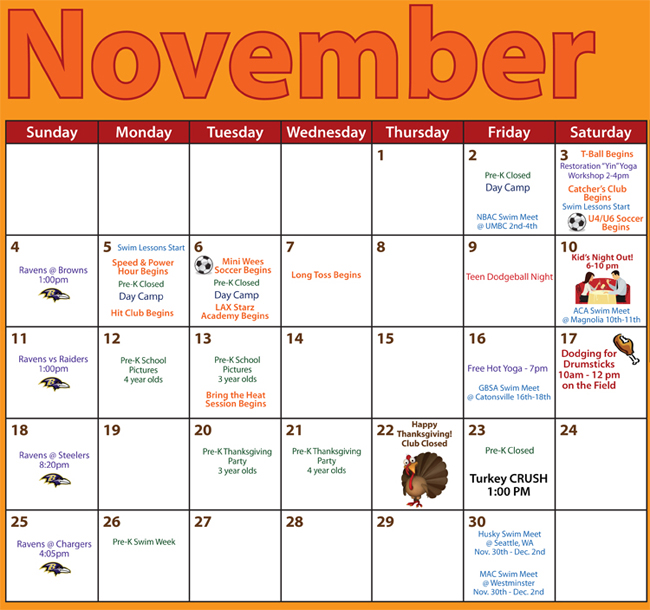 November
Sunday Monday Tuesday Wednesday Thursday Friday Saturday
1
2
Pre-K Closed
Day Camp
NBAC Swim Meet
@ UMBC 2nd-4th
3
T-Ball Begins
Restoration "Yin"Yoga
Workshop 2-4pm
Catcher's Club
Begins
Swim Lessons Start
U4/U6 Soccer
Begins
4
Ravens @ Browns
1:00pm
5
Swim Lessons Start
Speed & Power
Hour Begins
Pre-K Closed
Day Camp
Hit Club Begins
6
Mini Wees
Soccer Begins
Pre-K Closed
Day Camp
LAX Starz
Academy Begins
7
Long Toss Begins
8
9
Teen Dodgeball Night
10
Kid's Night Out!
6-10 pm
ACA Swim Meet
@ Magnolia 10th-11th
11
Ravens vs Raiders
1:00pm
12
Pre-K School
Pictures
4 year olds
13
Pre-K School
Pictures
3 year olds
Bring the Heat
Session Begins
14
15
16
Free Hot Yoga - 7pm
GBSA Swim Meet
@ Catonsville 16th-18th
17
Dodging for
Drumsticks
10am - 12 pm
on the Field
18
Ravens @ Steelers
8:20pm
19
20
Pre-K Thanksgiving
Party
3 year olds
21
Pre-K Thanksgiving
Party
4 year olds
22
Happy
Thanksgiving!
Club Closed
23
Pre-K Closed
Turkey CRUSH
1:00 PM
24
25
Ravens @ Chargers
4:05pm
26
Pre-K Swim Week
27
28
29
30
Husky Swim Meet
@ Seattle, WA
Nov. 30th - Dec. 2nd
MAC Swim Meet
@ Westminster
Nov. 30th - Dec. 2nd